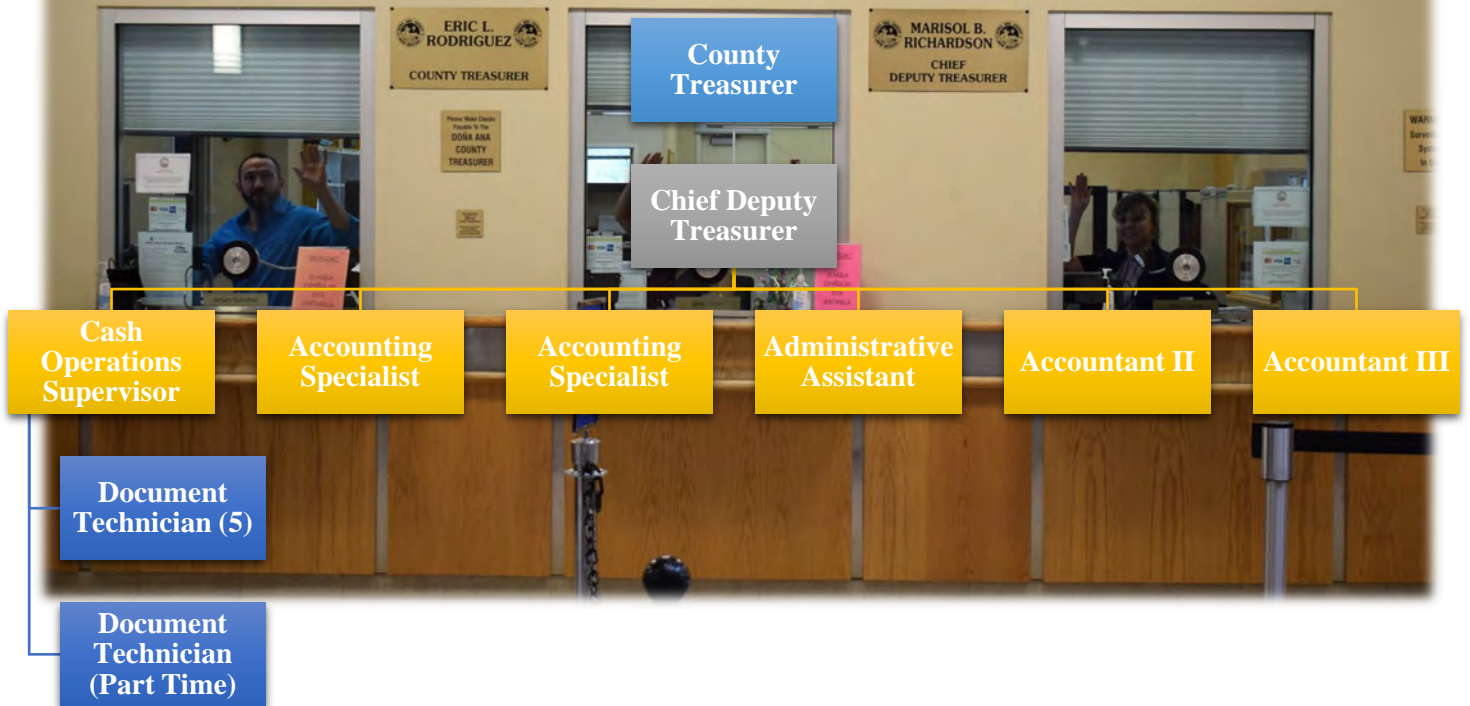 ERIC L.
RODRIGUEZ
COUNTY TREASURER
MARISOL B.
RICHARDSON
CHIEF
DEPUTY TREASURER
County
Treasurer
Please Make Checks
Payable To The
DOÑA ANA
COUNTY
TREASURER
Chief Deputy
Treasurer
Arturo Sanchez
Cash
Operations
Supervisor
Accounting
Specialist
Accounting
Specialist
Administrative
Assistant
Accountant II
Accountant III
Document
Technician (5)
Document
Technician
(Part Time)